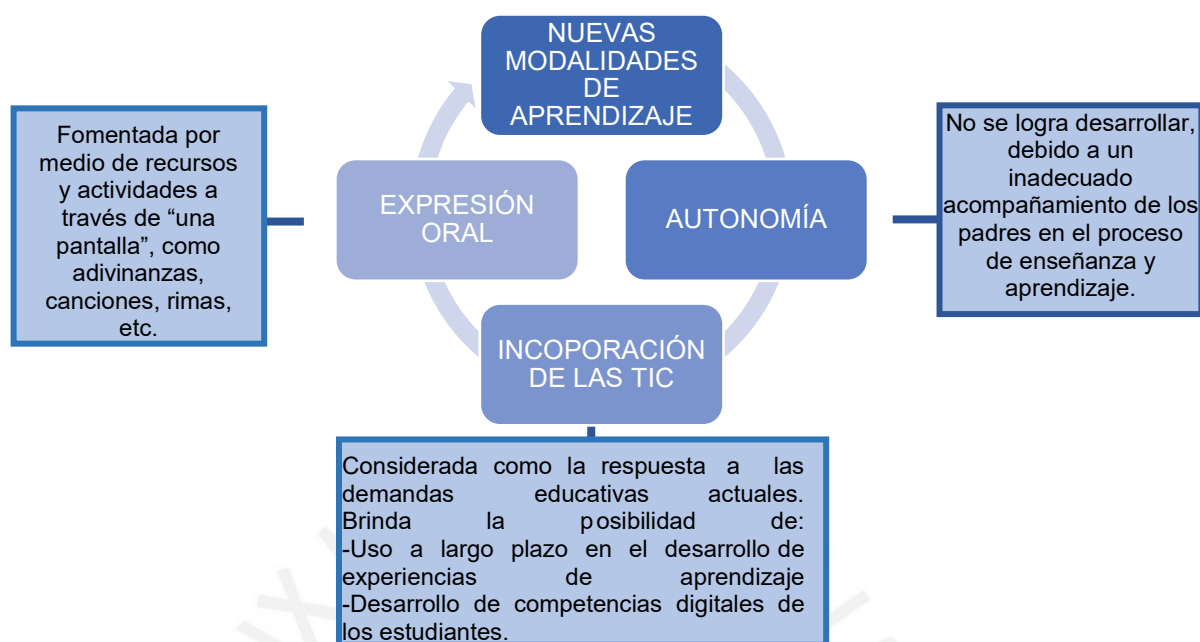 NUEVAS
MODALIDADES
DE
APRENDIZAJE
Fomentada por
medio de recursos
y actividades a
través de “una
pantalla”, como
adivinanzas,
canciones, rimas,
etc.
EXPRESIÓN
ORAL
AUTONOMÍA
No se logra desarrollar,
debido a un
inadecuado
acompañamiento de los
padres en el proceso
de enseñanza y
aprendizaje.
INCOPORACIÓN
DE LAS TIC
Considerada como la respuesta a las
demandas educativas actuales.
Brinda la posibilidad de:
-Uso a largo plazo en el desarrollo de
experiencias de aprendizaje
-Desarrollo de competencias digitales de
los estudiantes.